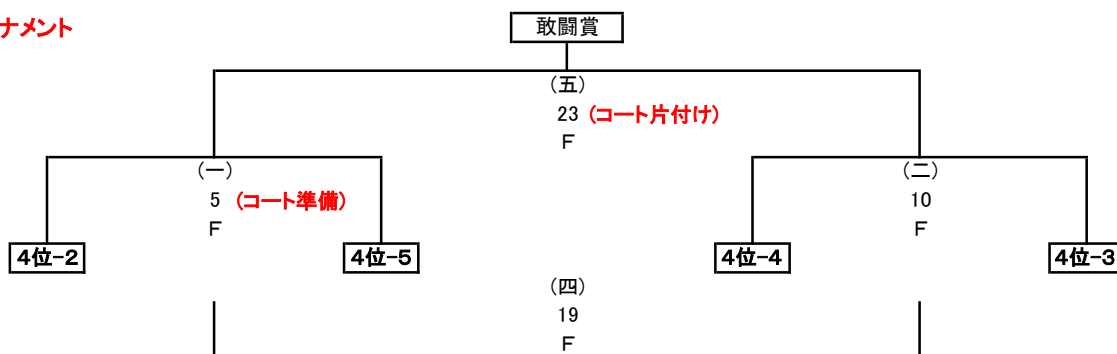 ナメント
敢闘賞
(五)
23 (コート片付け)
F
(一)
(二)
5 (コート準備)
10
F
F
4位-2
4位-5
4位-4
4位-3
(四)
19
F